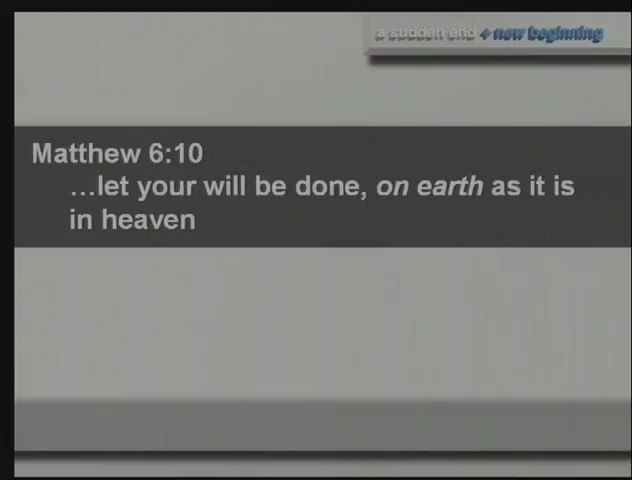 a sudden end + new beginning
Matthew 6:10
…let your will be done, on earth as it is
in heaven